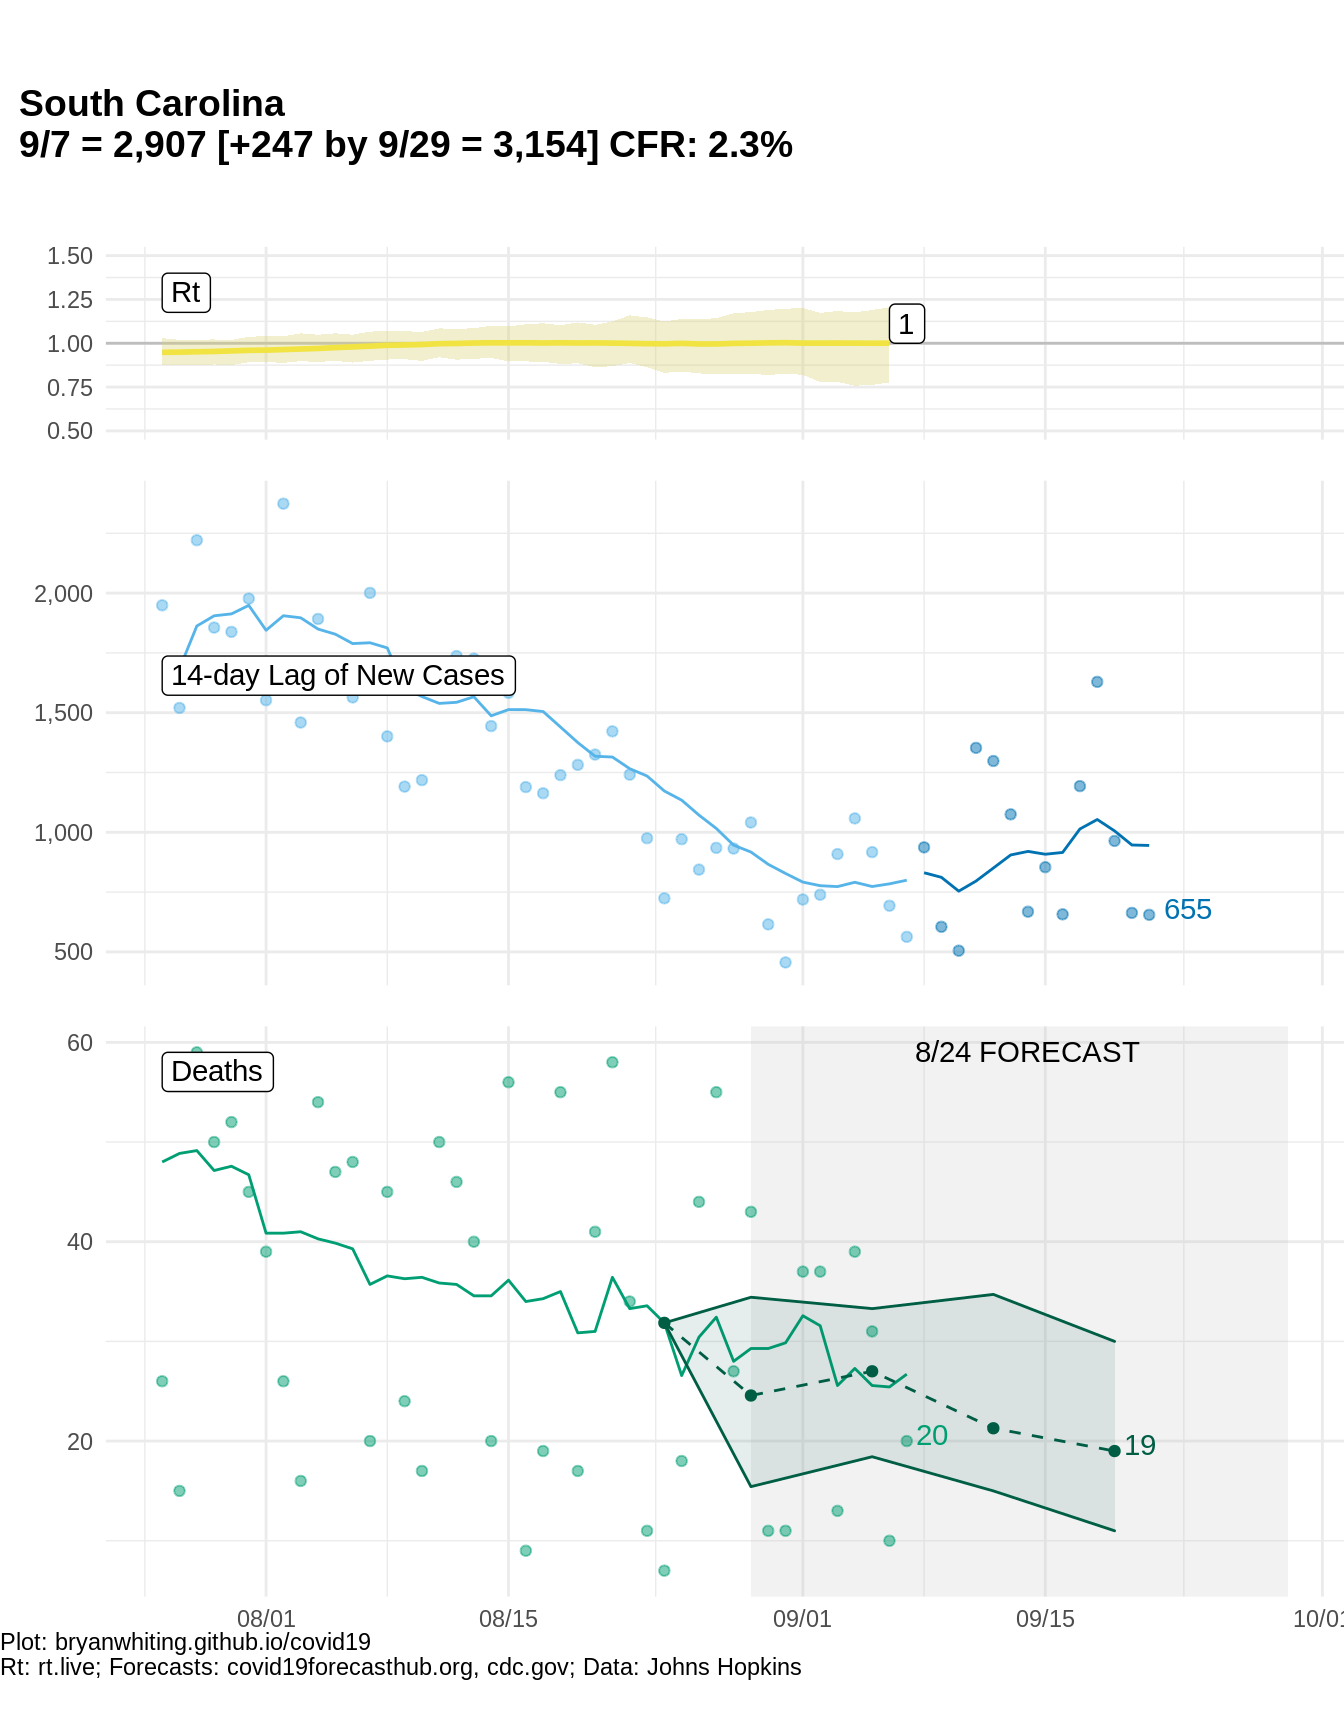 South Carolina
9/7 = 2,907 [+247 by 9/29 = 3,154] CFR: 2.3%
1.50
1.25
1.00
0.75
0.50
Rt
1
2,000
1,500
1,000
500
14-day Lag of New Cases
655
60
40
20
Deaths
8/24 FORECAST
20
19
08/01
08/15
09/01
09/15
10/01
Plot: bryanwhiting.github.io/covid19
Rt: rt.live; Forecasts: covid19forecasthub.org, cdc.gov; Data: Johns Hopkins